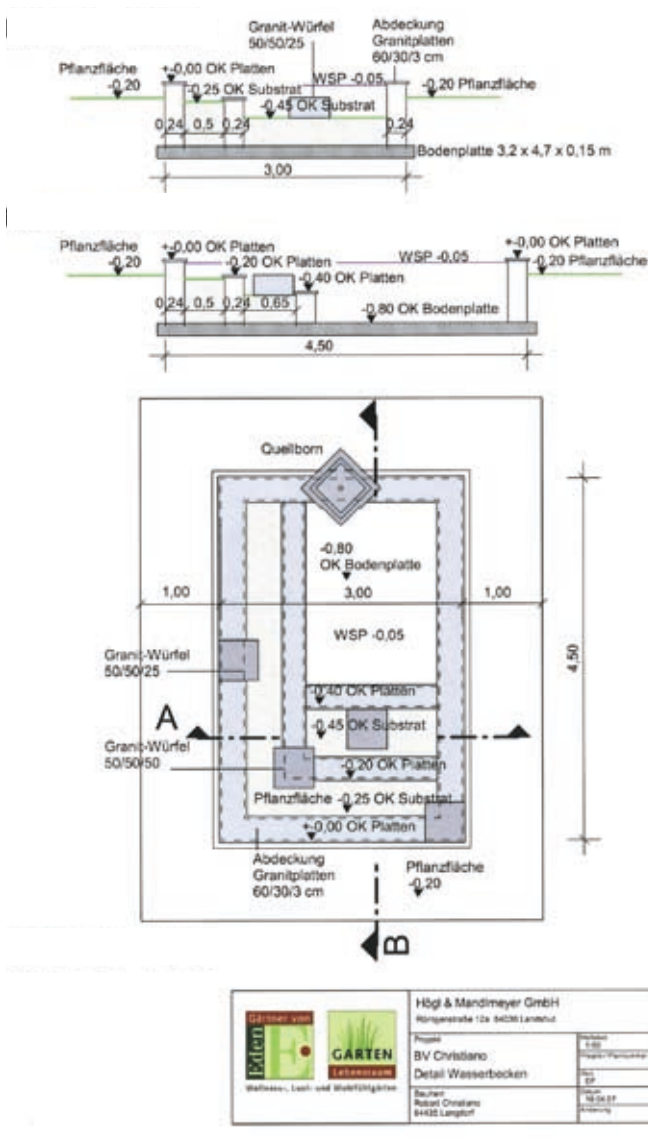 Granit-Würfel
50/50/25
Abdeckung
Granitplatten
60/30/3 cm
Pflanzfläche
-0,20
+-0,00 OK Platten
WSP -0,05
-0,20 Pflanzfläche
-0,25 OK Substrat
-0,45 OK Substrat
0,24 0,5 0,24
0,24
Bodenplatte 3,2 x 4,7 x 0,15 m
3,00
Pflanzfläche
-0,20
+-0,00 OK Platten
-0,20 OK Platten
WSP -0,05
+-0,00 OK Platten
-0,20 Pflanzfläche
-0,40 OK Platten
0,24 0,5 0,24 0,65
-0,80 OK Bodenplatte
4,50
Quellborn
-0,80
OK Bodenplatte
1,00
3,00
1,00
WSP -0,05
4,50
Granit-Würfel
50/50/25
-0,40 OK Platten
A
-0,45 OK Substrat
Granit-Würfel
50/50/50
-0,20 OK Platten
Pflanzfläche -0,25 OK Substrat
+-0,00 OK Platten
Abdeckung
Granitplatten
60/30/3 cm
Pflanzfläche
-0,20
B
Gärtner von
Eden
GARTEN
Lebensraum
Högl & Mandlmeyer GmbH
Projekt
BV Christiano
Detail Wasserbecken
Bauherr
Robert Christiano
Datum